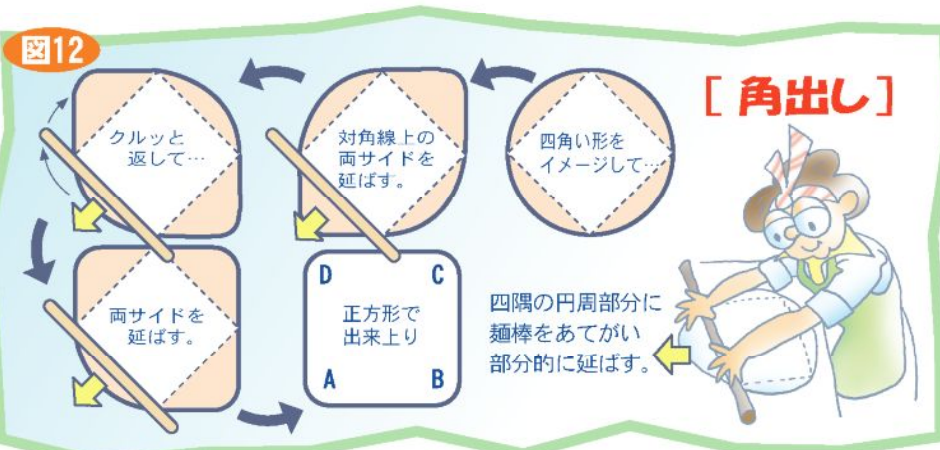 図12
[角出し]
四角い形を
イメージして…
対角線上の
両サイドを
延ばす。
クルッと
返して…
両サイドを
延ばす。
D C
正方形で
出来上り
A B
四隅の円周部分に
麺棒をあてがい
部分的に延ばす。